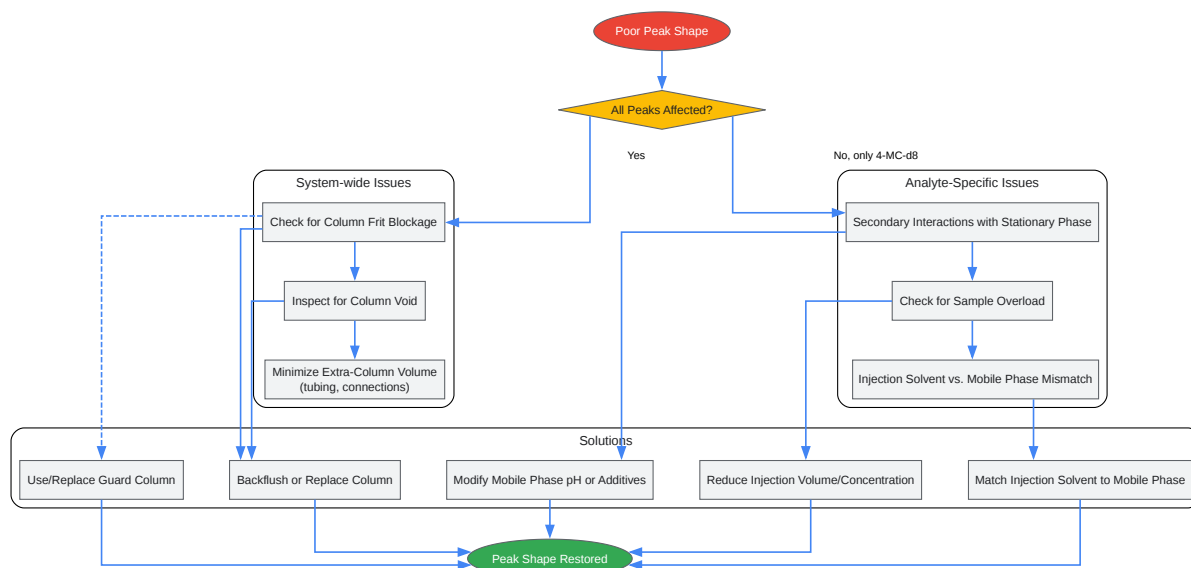 Poor Peak Shape
All Peaks Affected?
Yes
No, only 4-MC-d8
System-wide Issues
Check for Column Frit Blockage
Inspect for Column Void
Minimize Extra-Column Volume
(tubing, connections)
Analyte-Specific Issues
Secondary Interactions with Stationary Phase
Check for Sample Overload
Injection Solvent vs. Mobile Phase Mismatch
Solutions
Use/Replace Guard Column
Backflush or Replace Column
Modify Mobile Phase pH or Additives
Reduce Injection Volume/Concentration
Match Injection Solvent to Mobile Phase
Peak Shape Restored